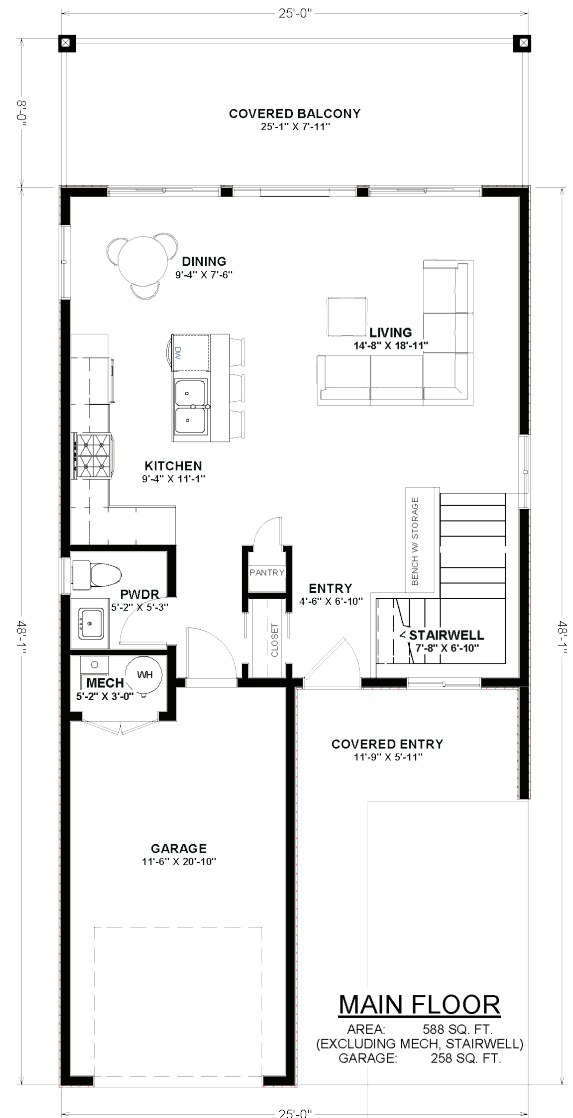 25'-0"
8'-0"
COVERED BALCONY
25'-1" X 7'-11"
DINING
9'-4" X 7'-6"
LIVING
14'-8" X 18'-11"
DW
KITCHEN
9'-4" X 11'-1"
BENCH W/ STORAGE
PANTRY
PWDR
5'-2" X 5'-3"
ENTRY
4'-6" X 6'-10"
CLOSET
STAIRWELL
7'-8" X 6'-10"
48'-1"
48'-1"
WH
MECH
5'-2" X 3'-0"
COVERED ENTRY
11'-9" X 5'-11"
GARAGE
11'-6" X 20'-10"
MAIN FLOOR
AREA: 588 SQ. FT.
(EXCLUDING MECH, STAIRWELL)
GARAGE: 258 SQ. FT.
25'-0"